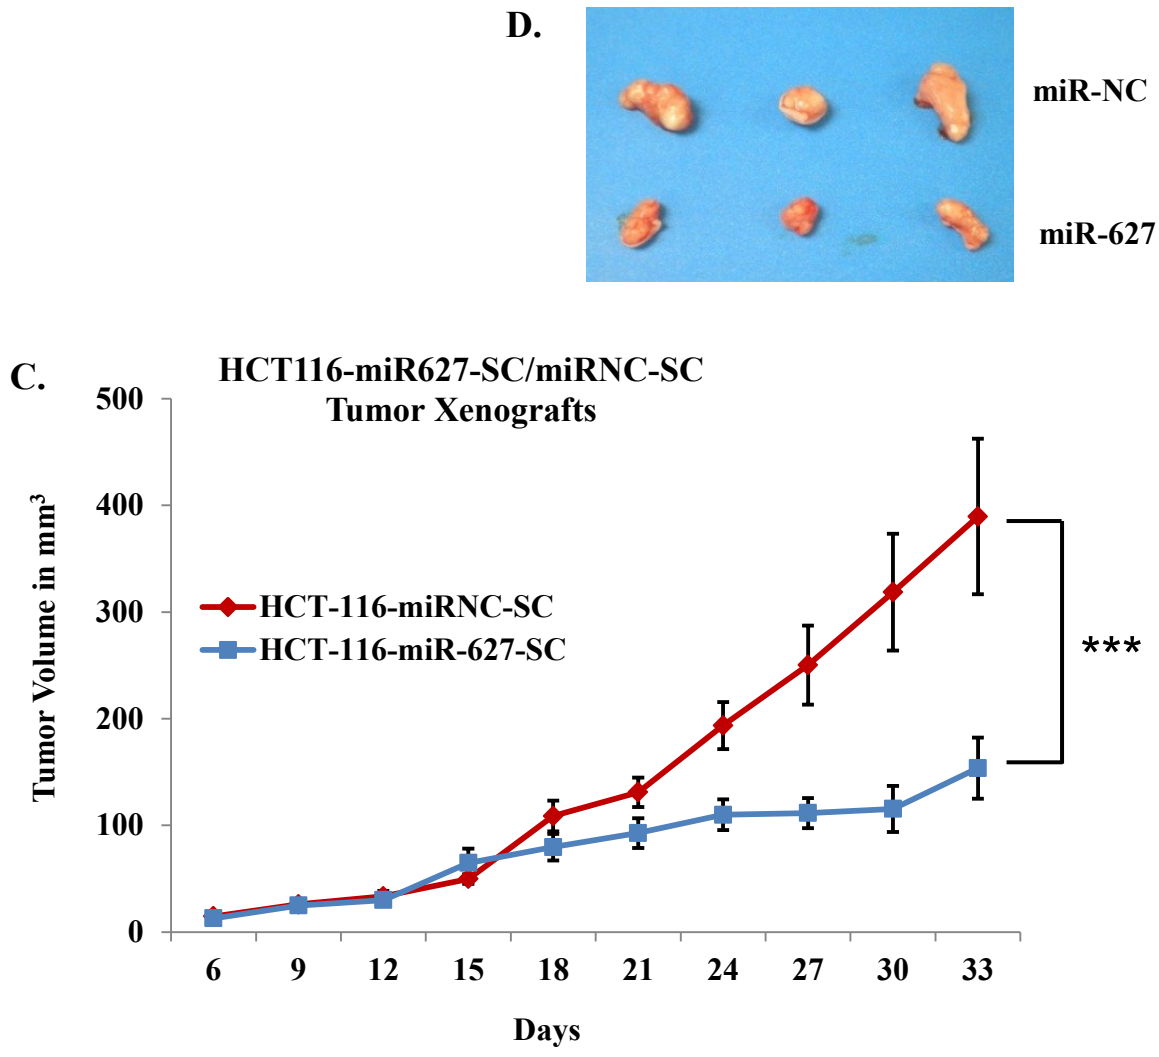 D.
miR-NC
miR-627
C.
HCT116-miR627-SC/miRNC-SC
Tumor Xenografts
500
400
300
200
100
0
Tumor Volume in mm³
HCT-116-miRNC-SC
HCT-116-miR-627-SC
***
6 9 12 15 18 21 24 27 30 33
Days